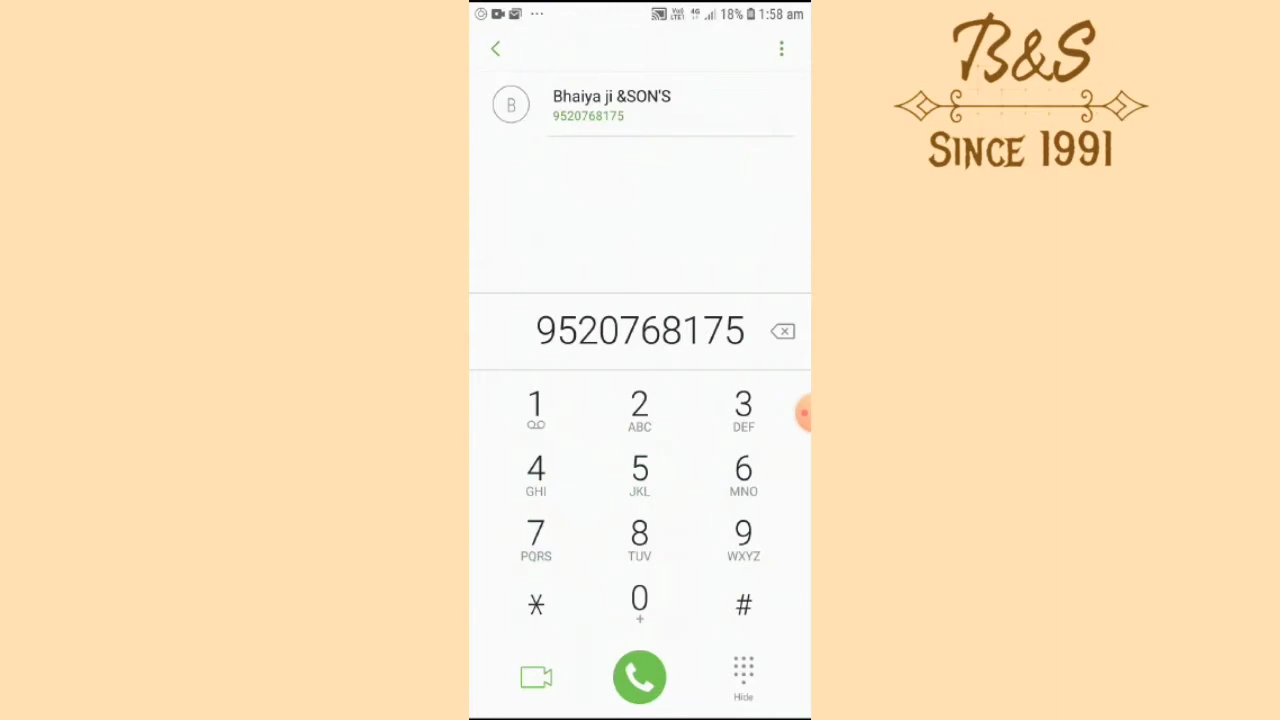 18% 1:58 am
B
Bhaiya ji &SON'S
9520768175
9520768175
1
2
ABC
3
DEF
4
GHI
5
JKL
6
MNO
7
PQRS
8
TUV
9
WXYZ
*
0
+
#
Hide
B&S
SINCE 1991